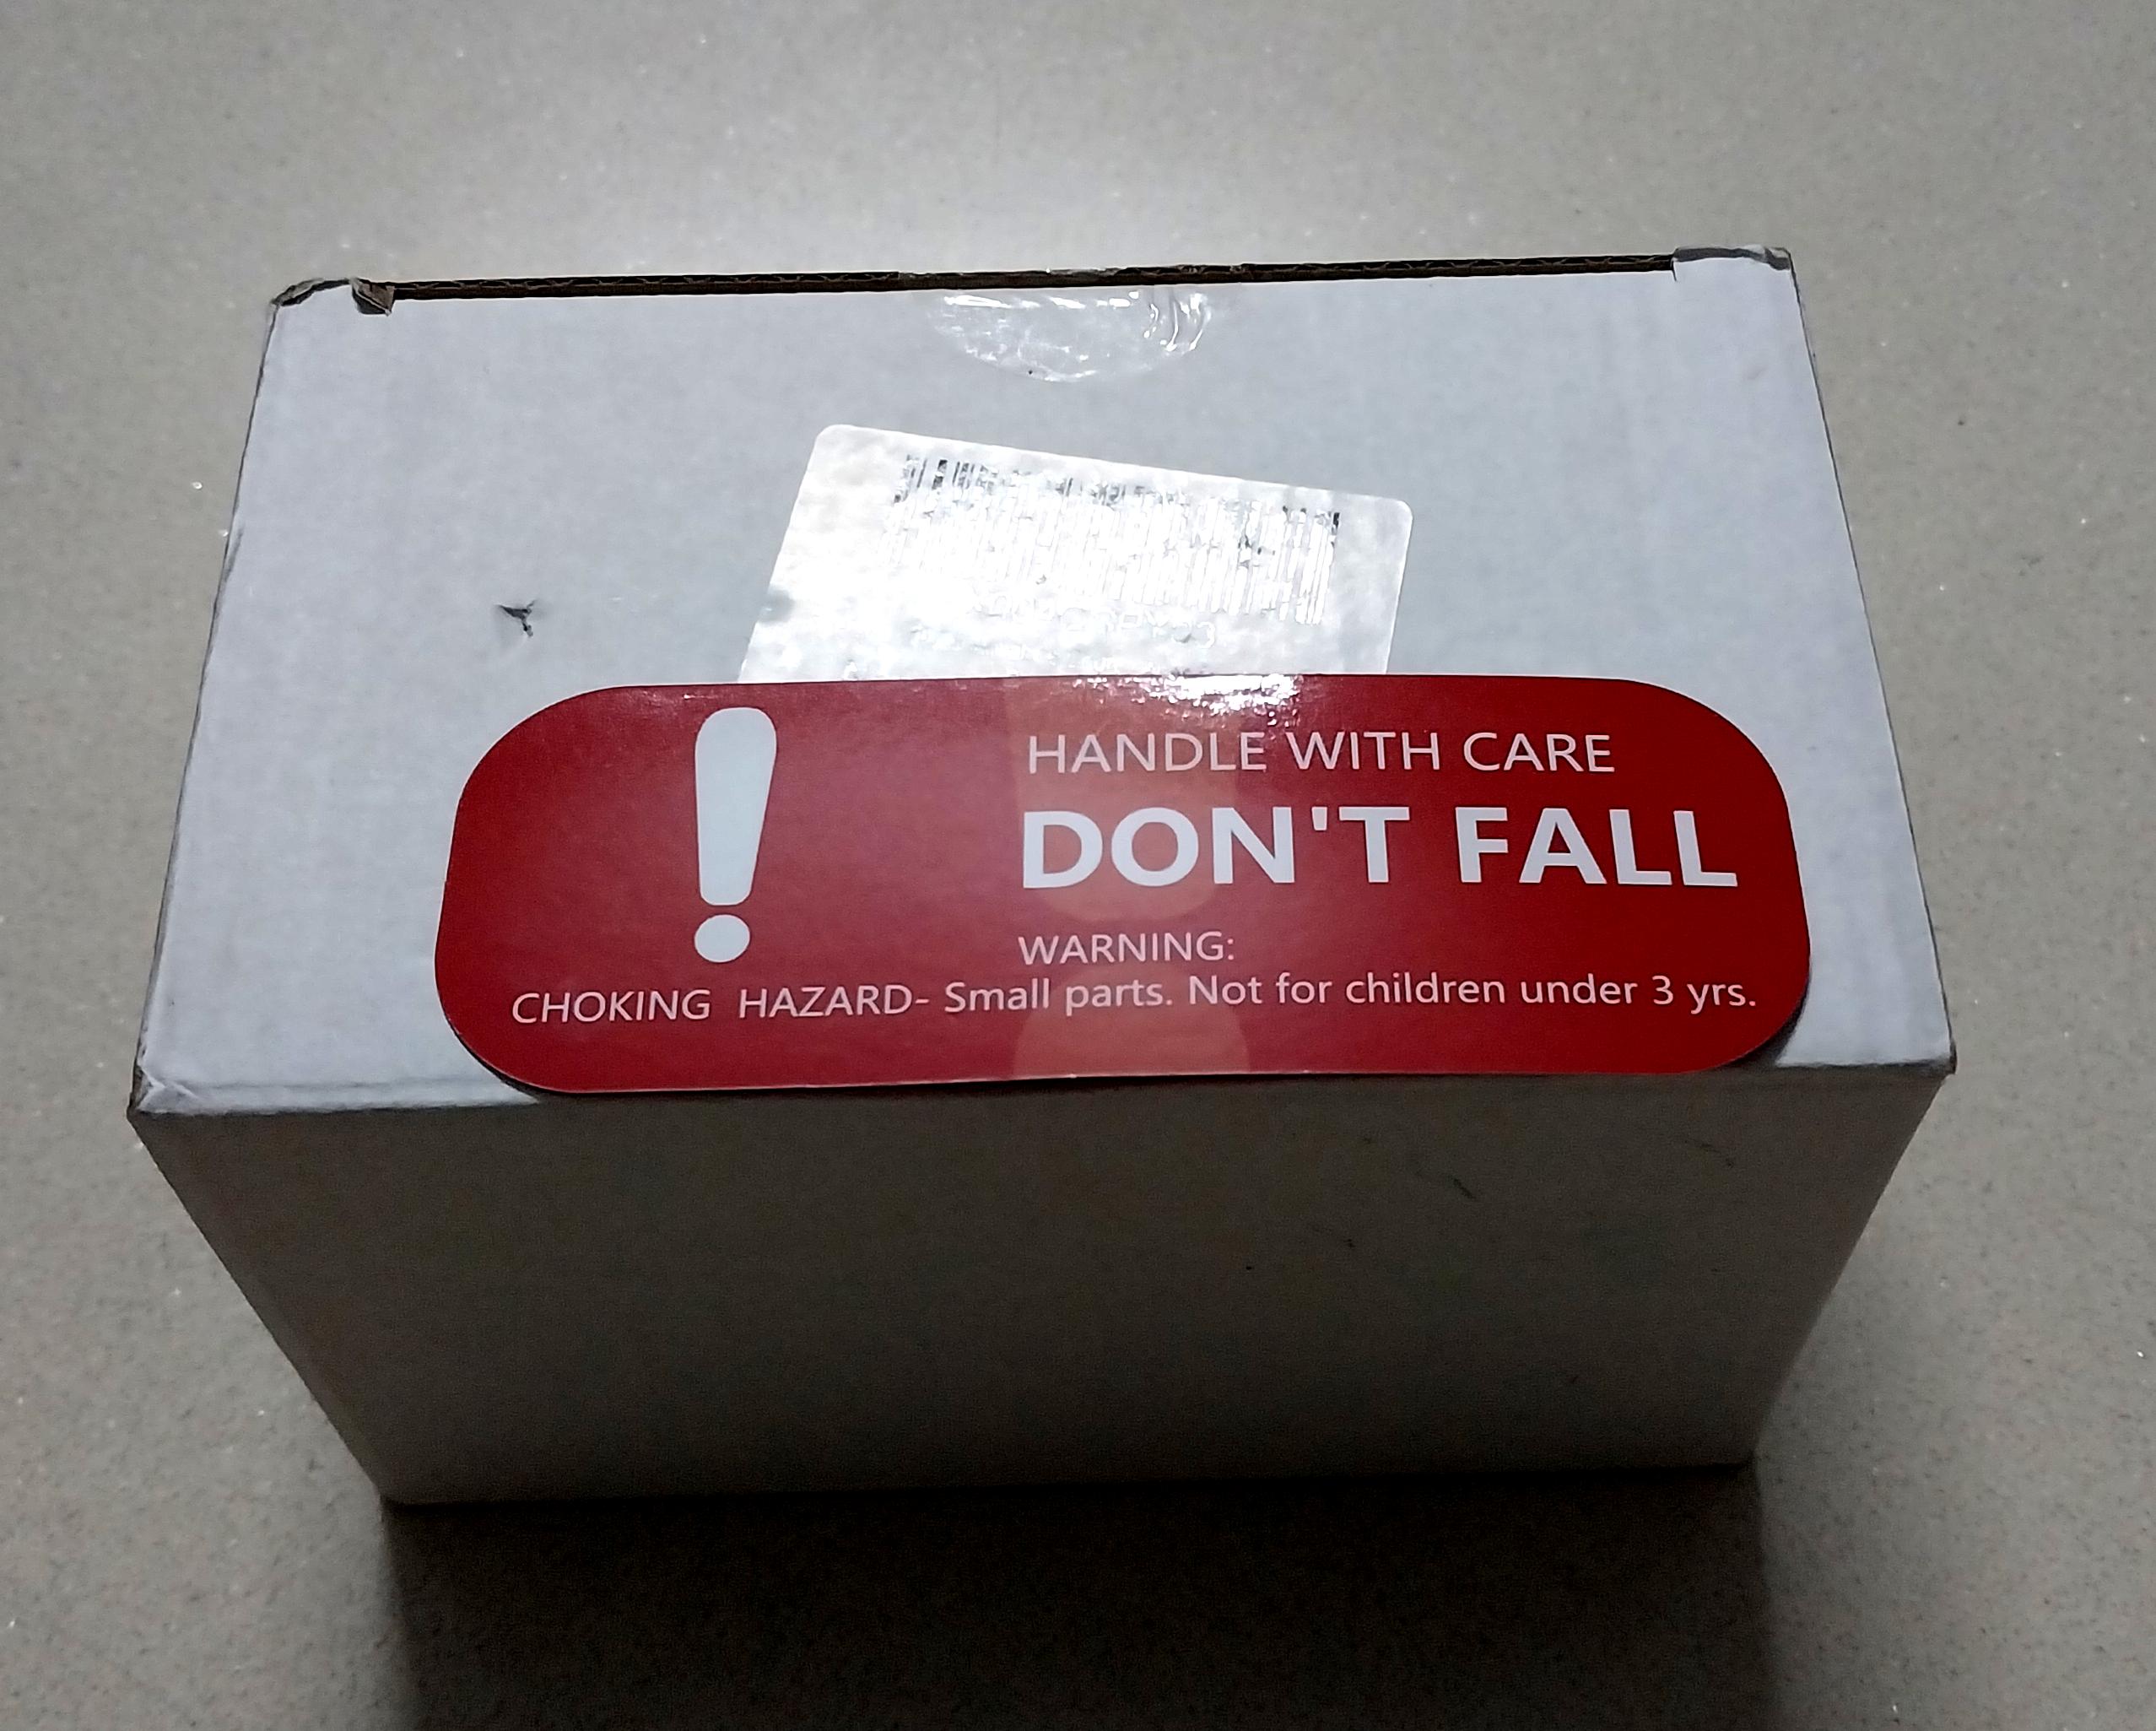 HANDLE WITH CARE
DON'T FALL
WARNING:
CHOKING HAZARD- Small parts. Not for children under 3 yrs.